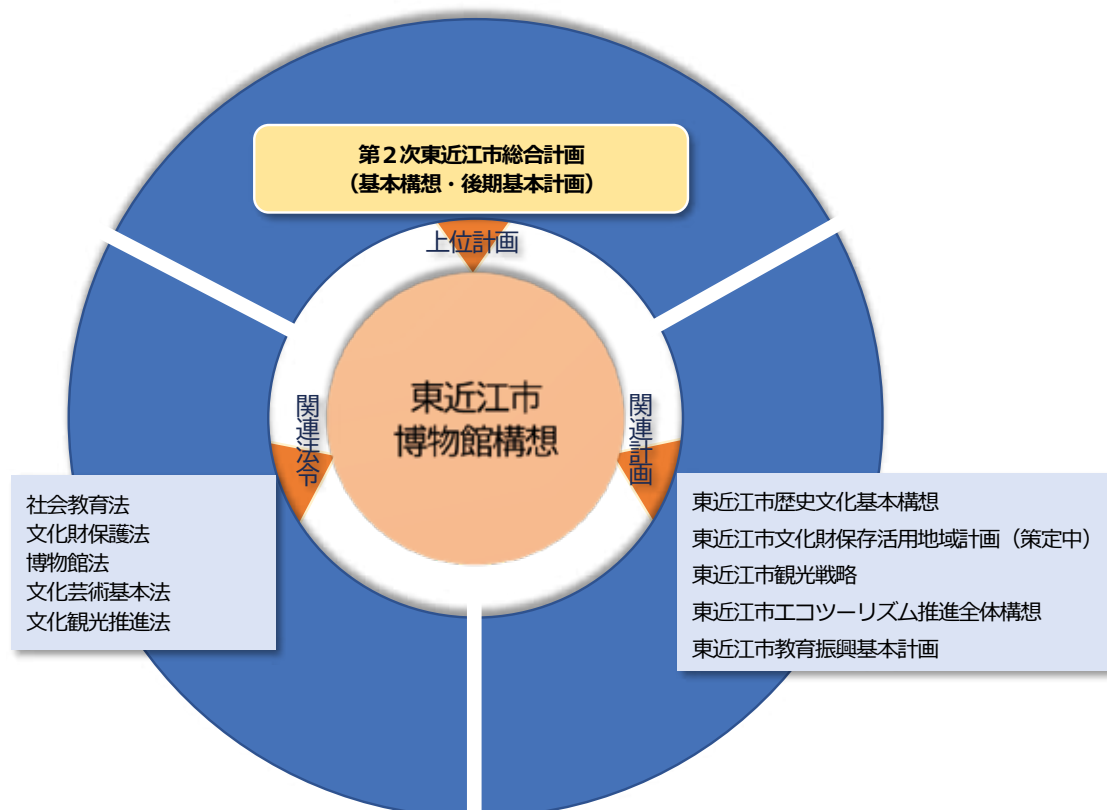 第２次東近江市総合計画
（基本構想・後期基本計画）
上位計画
東近江市
博物館構想
関連法令
関連計画
社会教育法
文化財保護法
博物館法
文化芸術基本法
文化観光推進法
東近江市歴史文化基本構想
東近江市文化財保存活用地域計画（策定中）
東近江市観光戦略
東近江市エコツーリズム推進全体構想
東近江市教育振興基本計画